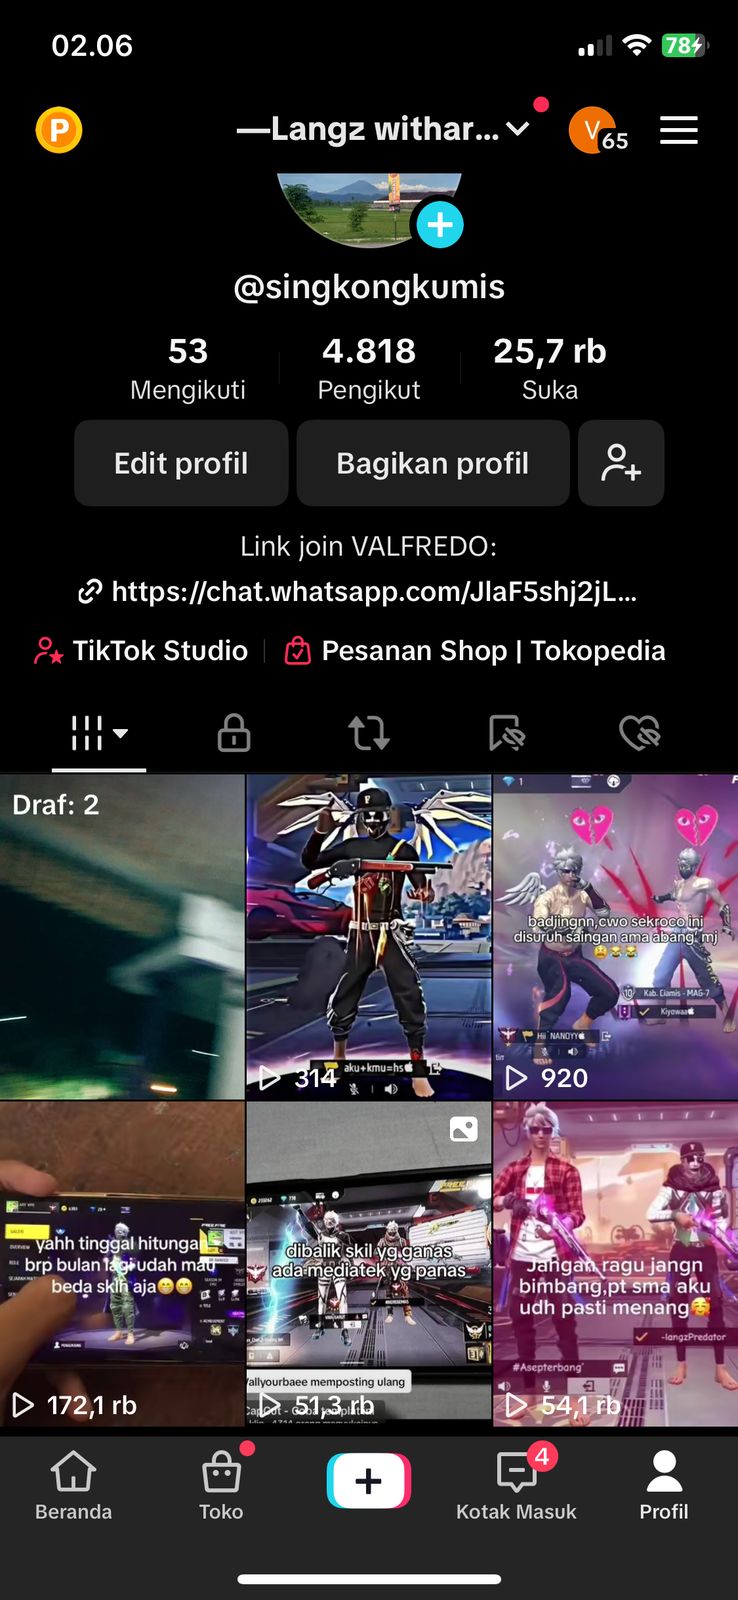 02.06
78
P
—Langz withar...
V
65
@singkongkumis
53
Mengikuti
4.818
Pengikut
25,7 rb
Suka
Edit profil
Bagikan profil
Link join VALFREDO:
https://chat.whatsapp.com/JlaF5shj2jL...
TikTok Studio
Pesanan Shop | Tokopedia
Draf: 2
aku+kmu=hs
314
badjingnn,cwo sekroco ini
disuruh saingan ama abang" mj
Kab. Ciamis - MAG-7
Kiyowaa
Hii NANOYY
920
yahh tinggal hitungan
brp bulan lagi udah mau
beda skin aja😁😁
172,1 rb
dibalik skil yg ganas
ada mediatek yg panas
allyourbaee memposting ulang
51,3 rb
Jangan ragu jangn
bimbang,pt sma aku
udh pasti menang🥰
-langzPredator
#Asepterbang'
54,1 rb
Beranda
Toko
4
Kotak Masuk
Profil